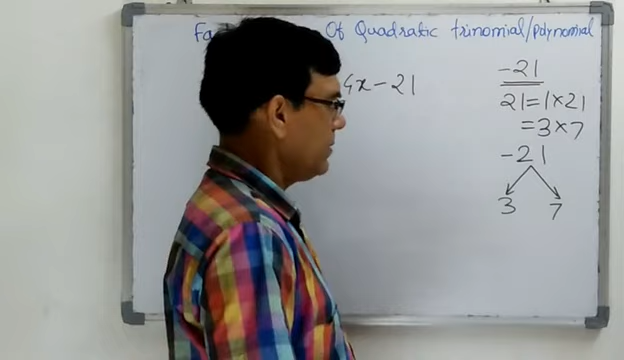 Fa Of Quadratic trinomial/polynomial
4x-21
-21
21=1×21
=3×7
-21
3 7